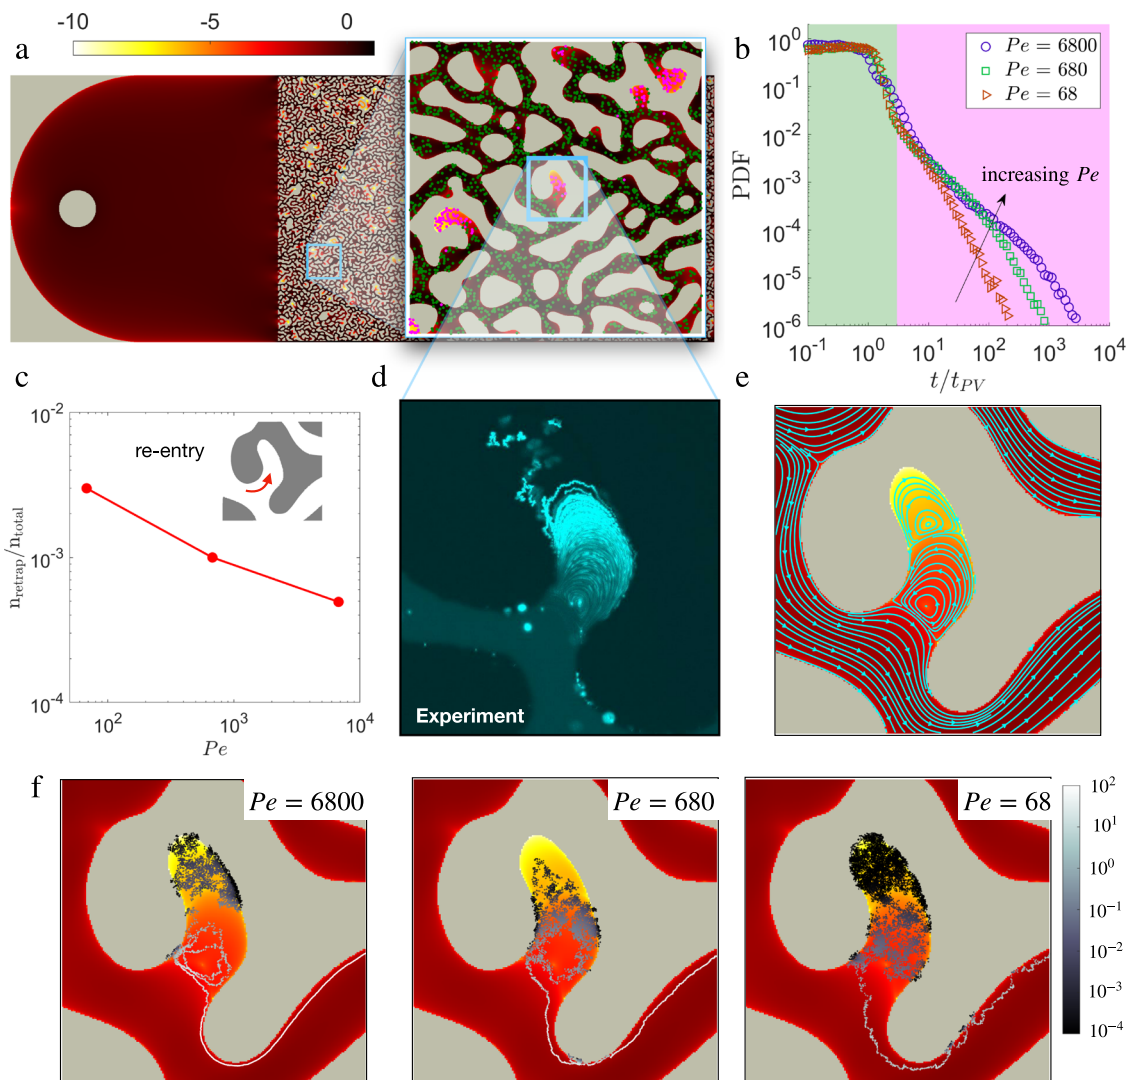 -10 -5 0
a
b
10^0
10^-1
10^-2
10^-3
10^-4
10^-5
10^-6
PDF
Pe = 6800
Pe = 680
Pe = 68
increasing Pe
10^-1 10^0 10^1 10^2 10^3 10^4
t/t_PV
c
10^-2
10^-3
10^-4
n_retrap/n_total
re-entry
10^2 10^3 10^4
Pe
d
Experiment
e
f
Pe = 6800
Pe = 680
Pe = 68
10^2
10^1
10^0
10^-1
10^-2
10^-3
10^-4